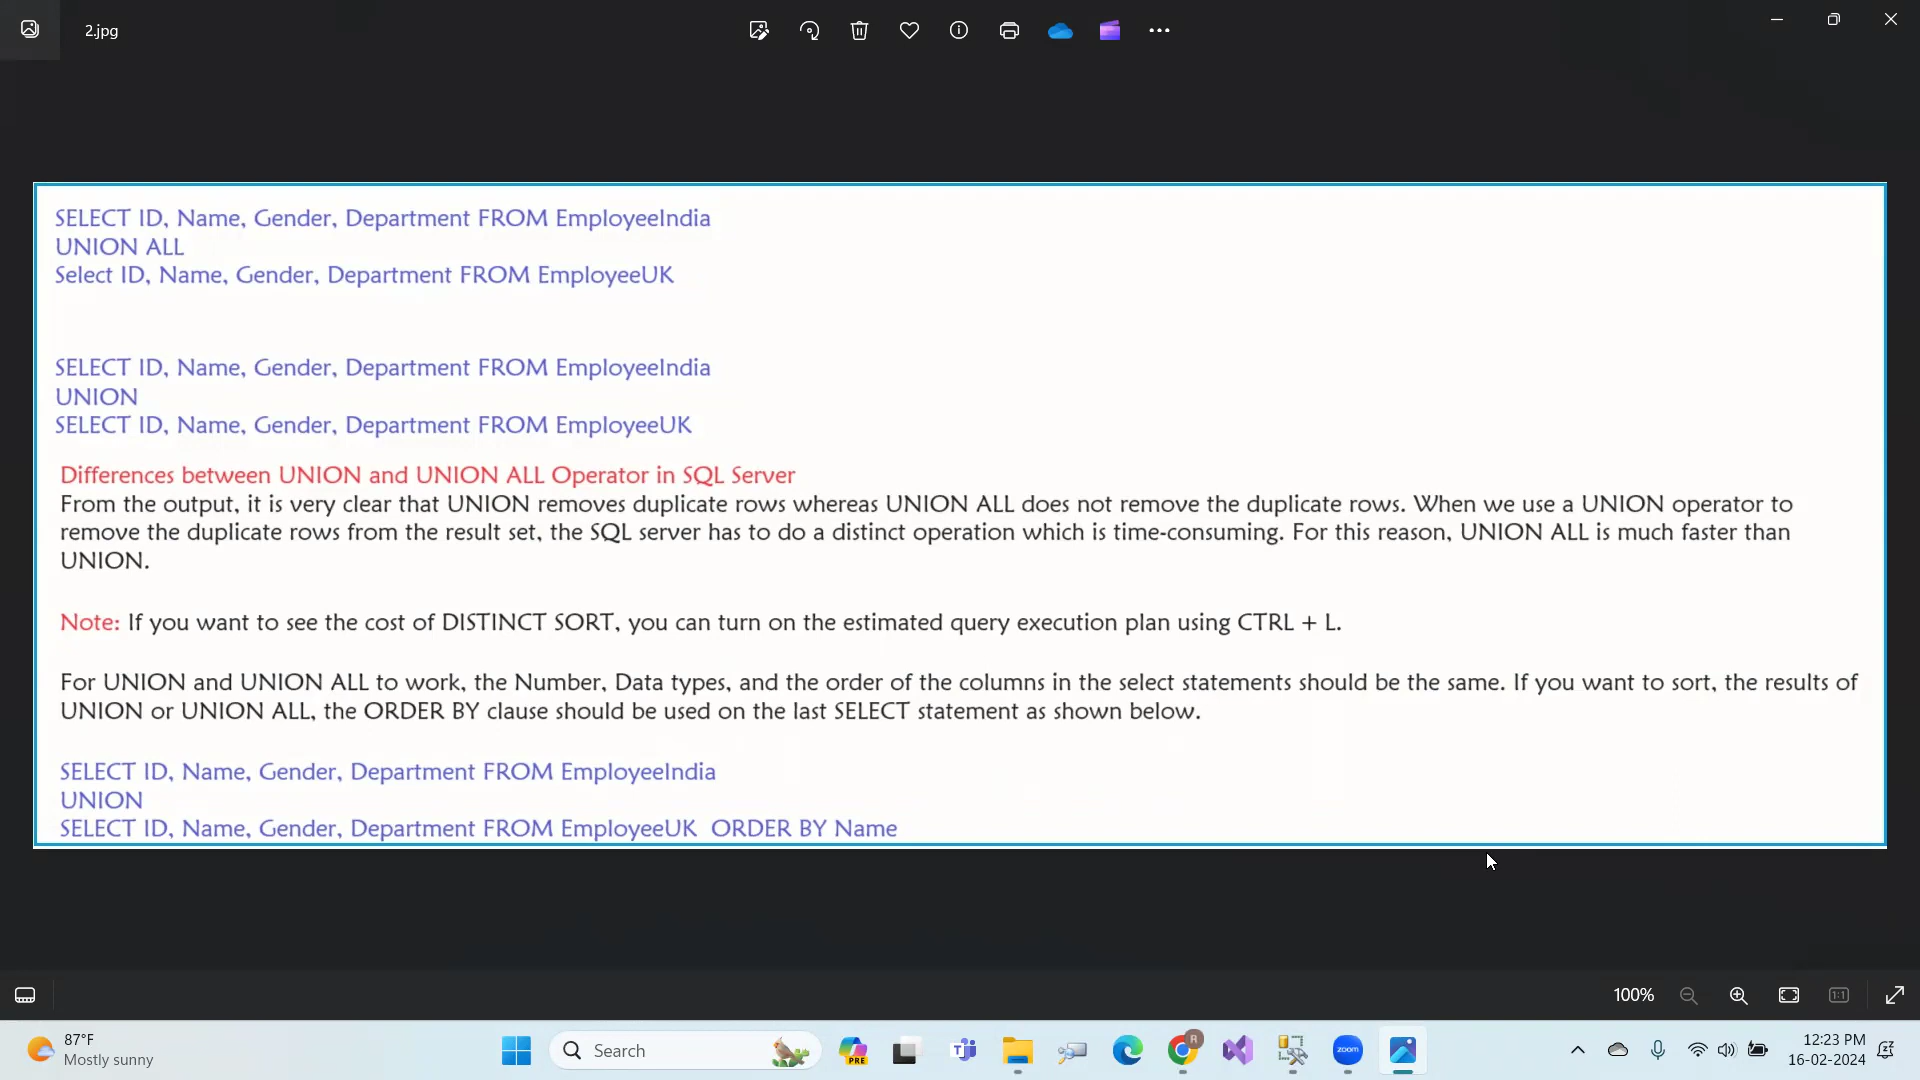 2.jpg
SELECT ID, Name, Gender, Department FROM EmployeeIndia
UNION ALL
Select ID, Name, Gender, Department FROM EmployeeUK
SELECT ID, Name, Gender, Department FROM EmployeeIndia
UNION
SELECT ID, Name, Gender, Department FROM EmployeeUK
Differences between UNION and UNION ALL Operator in SQL Server
From the output, it is very clear that UNION removes duplicate rows whereas UNION ALL does not remove the duplicate rows. When we use a UNION operator to
remove the duplicate rows from the result set, the SQL server has to do a distinct operation which is time-consuming. For this reason, UNION ALL is much faster than
UNION.
Note: If you want to see the cost of DISTINCT SORT, you can turn on the estimated query execution plan using CTRL + L.
For UNION and UNION ALL to work, the Number, Data types, and the order of the columns in the select statements should be the same. If you want to sort, the results of
UNION or UNION ALL, the ORDER BY clause should be used on the last SELECT statement as shown below.
SELECT ID, Name, Gender, Department FROM EmployeeIndia
UNION
SELECT ID, Name, Gender, Department FROM EmployeeUK ORDER BY Name
100%
1:1
87°F
Mostly sunny
Search
PRE
R
zoom
12:23 PM
16-02-2024